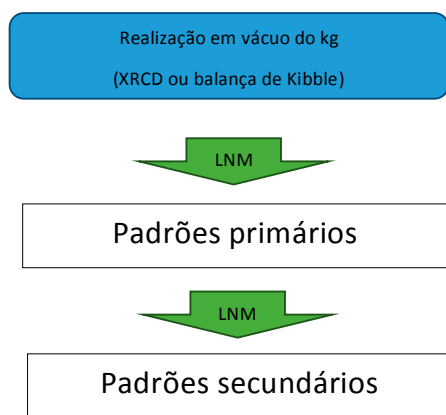 Realização em vácuo do kg
(XRCD ou balança de Kibble)
LNM
Padrões primários
LNM
Padrões secundários